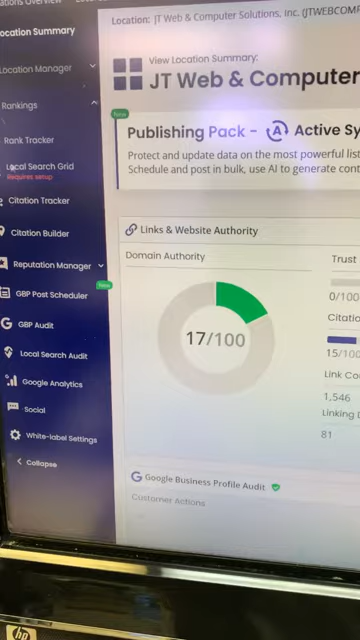 Overview
Location Summary
Location: JT Web & Computer Solutions, Inc. (JTWEBCOMP
Location Manager
View Location Summary:
JT Web & Computer
Rankings
New
Rank Tracker
Publishing Pack - A Active Sy
Local Search Grid
Requires setup
Protect and update data on the most powerful list
Schedule and post in bulk, use AI to generate cont
Citation Tracker
Citation Builder
Links & Website Authority
Reputation Manager
Domain Authority
Trust
New
GBP Post Scheduler
0/100
GBP Audit
Citatio
17/100
Local Search Audit
15/100
Google Analytics
Link Co
1,546
Social
Linking D
White-label Settings
81
Collapse
Google Business Profile Audit
Customer Actions
hp